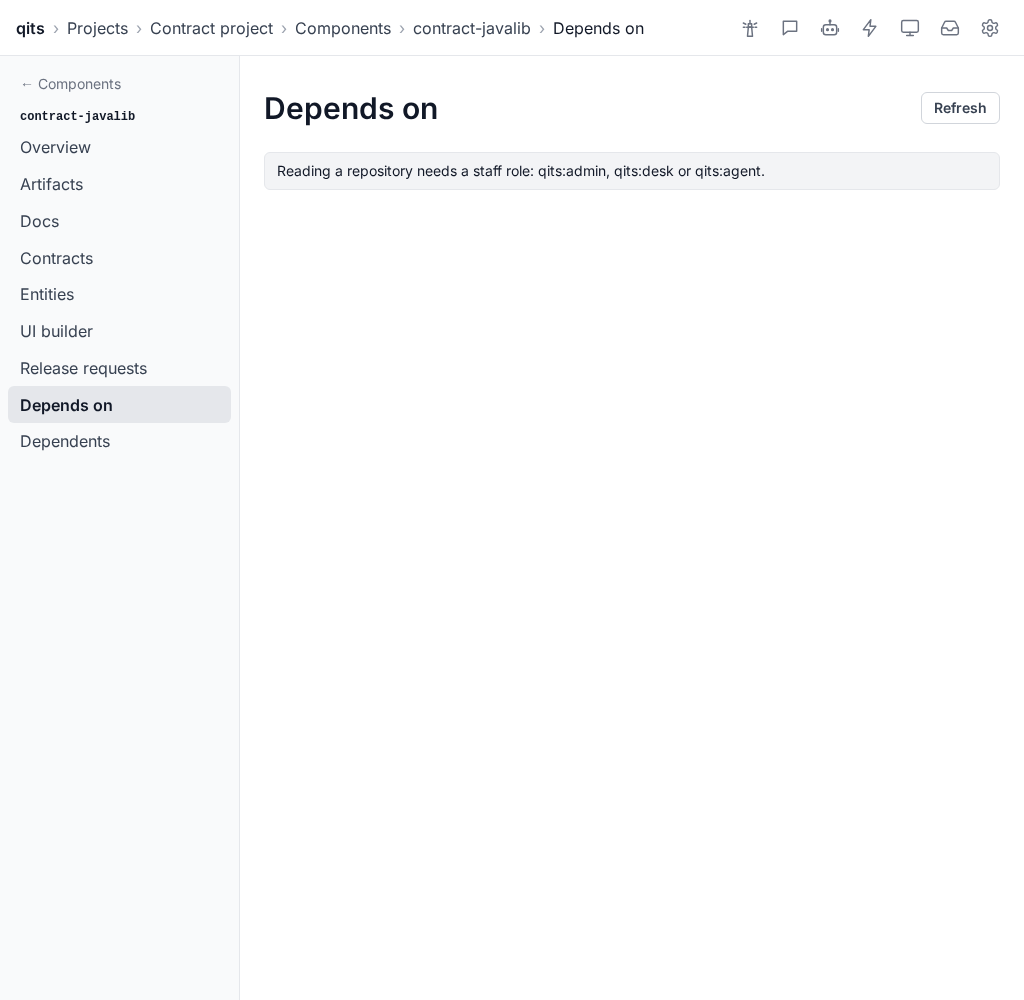 qits › Projects › Contract project › Components › contract-javalib › Depends on
← Components
contract-javalib
Overview
Artifacts
Docs
Contracts
Entities
UI builder
Release requests
Depends on
Dependents
Depends on
Refresh
Reading a repository needs a staff role: qits:admin, qits:desk or qits:agent.